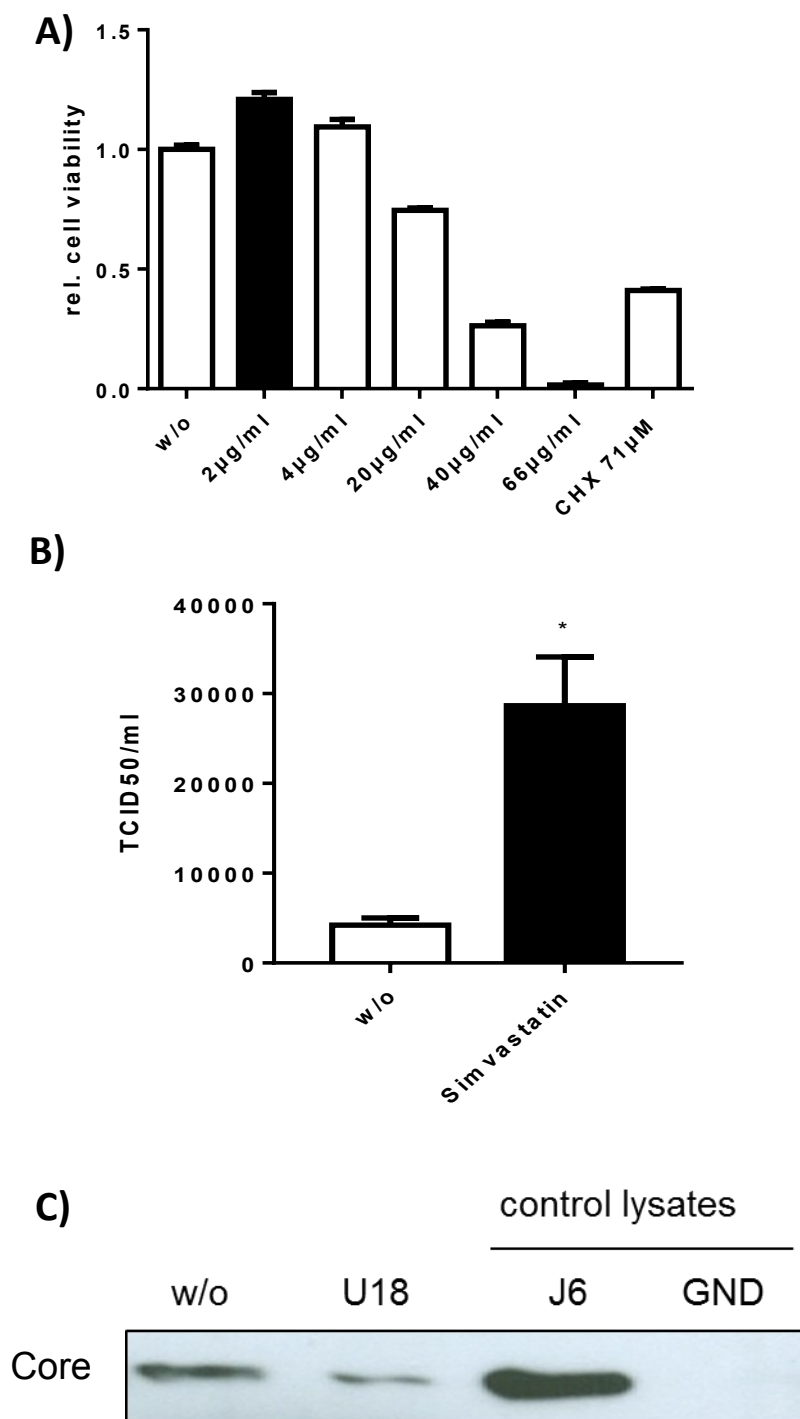 A)
rel. cell viability
1.5
1.0
0.5
0.0
w/o
2µg/ml
4µg/ml
20µg/ml
40µg/ml
66µg/ml
CHX 71µM
B)
TCID50/ml
40000
30000
20000
10000
0
*
w/o
Simvastatin
C)
control lysates
w/o U18 J6 GND
Core